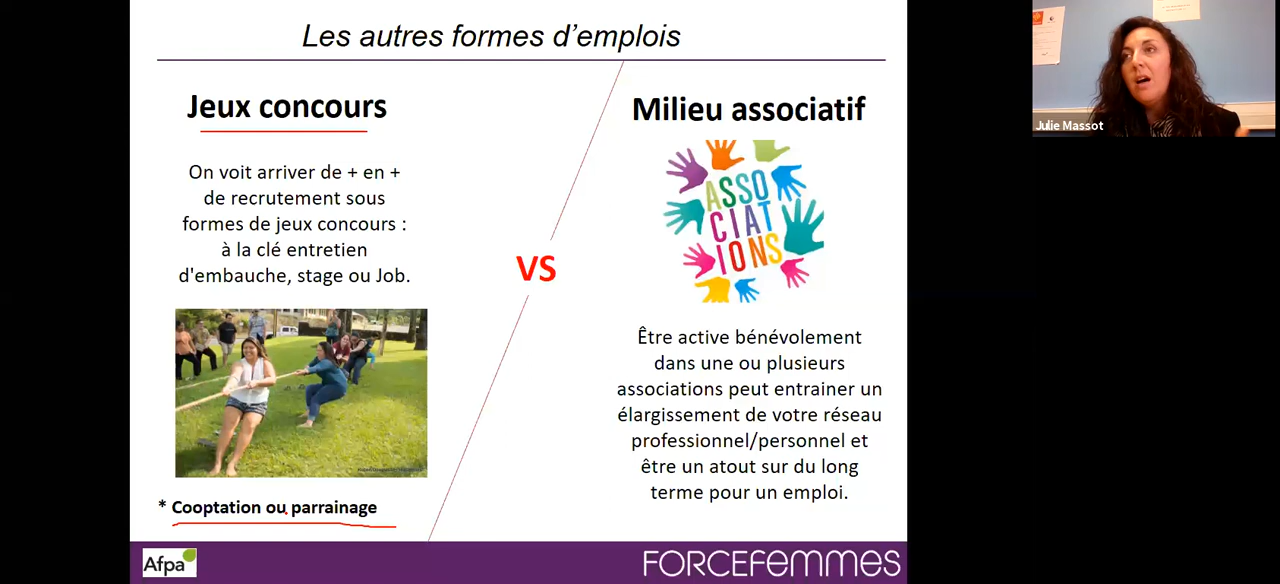 Les autres formes d'emplois
Jeux concours
On voit arriver de + en +
de recrutement sous
formes de jeux concours :
à la clé entretien
d'embauche, stage ou Job.
* Cooptation ou parrainage
VS
Milieu associatif
ASSO
CIAT
IONS
Être active bénévolement
dans une ou plusieurs
associations peut entrainer un
élargissement de votre réseau
professionnel/personnel et
être un atout sur du long
terme pour un emploi.
Afpa
FORCEFEMMES
Julie Massot